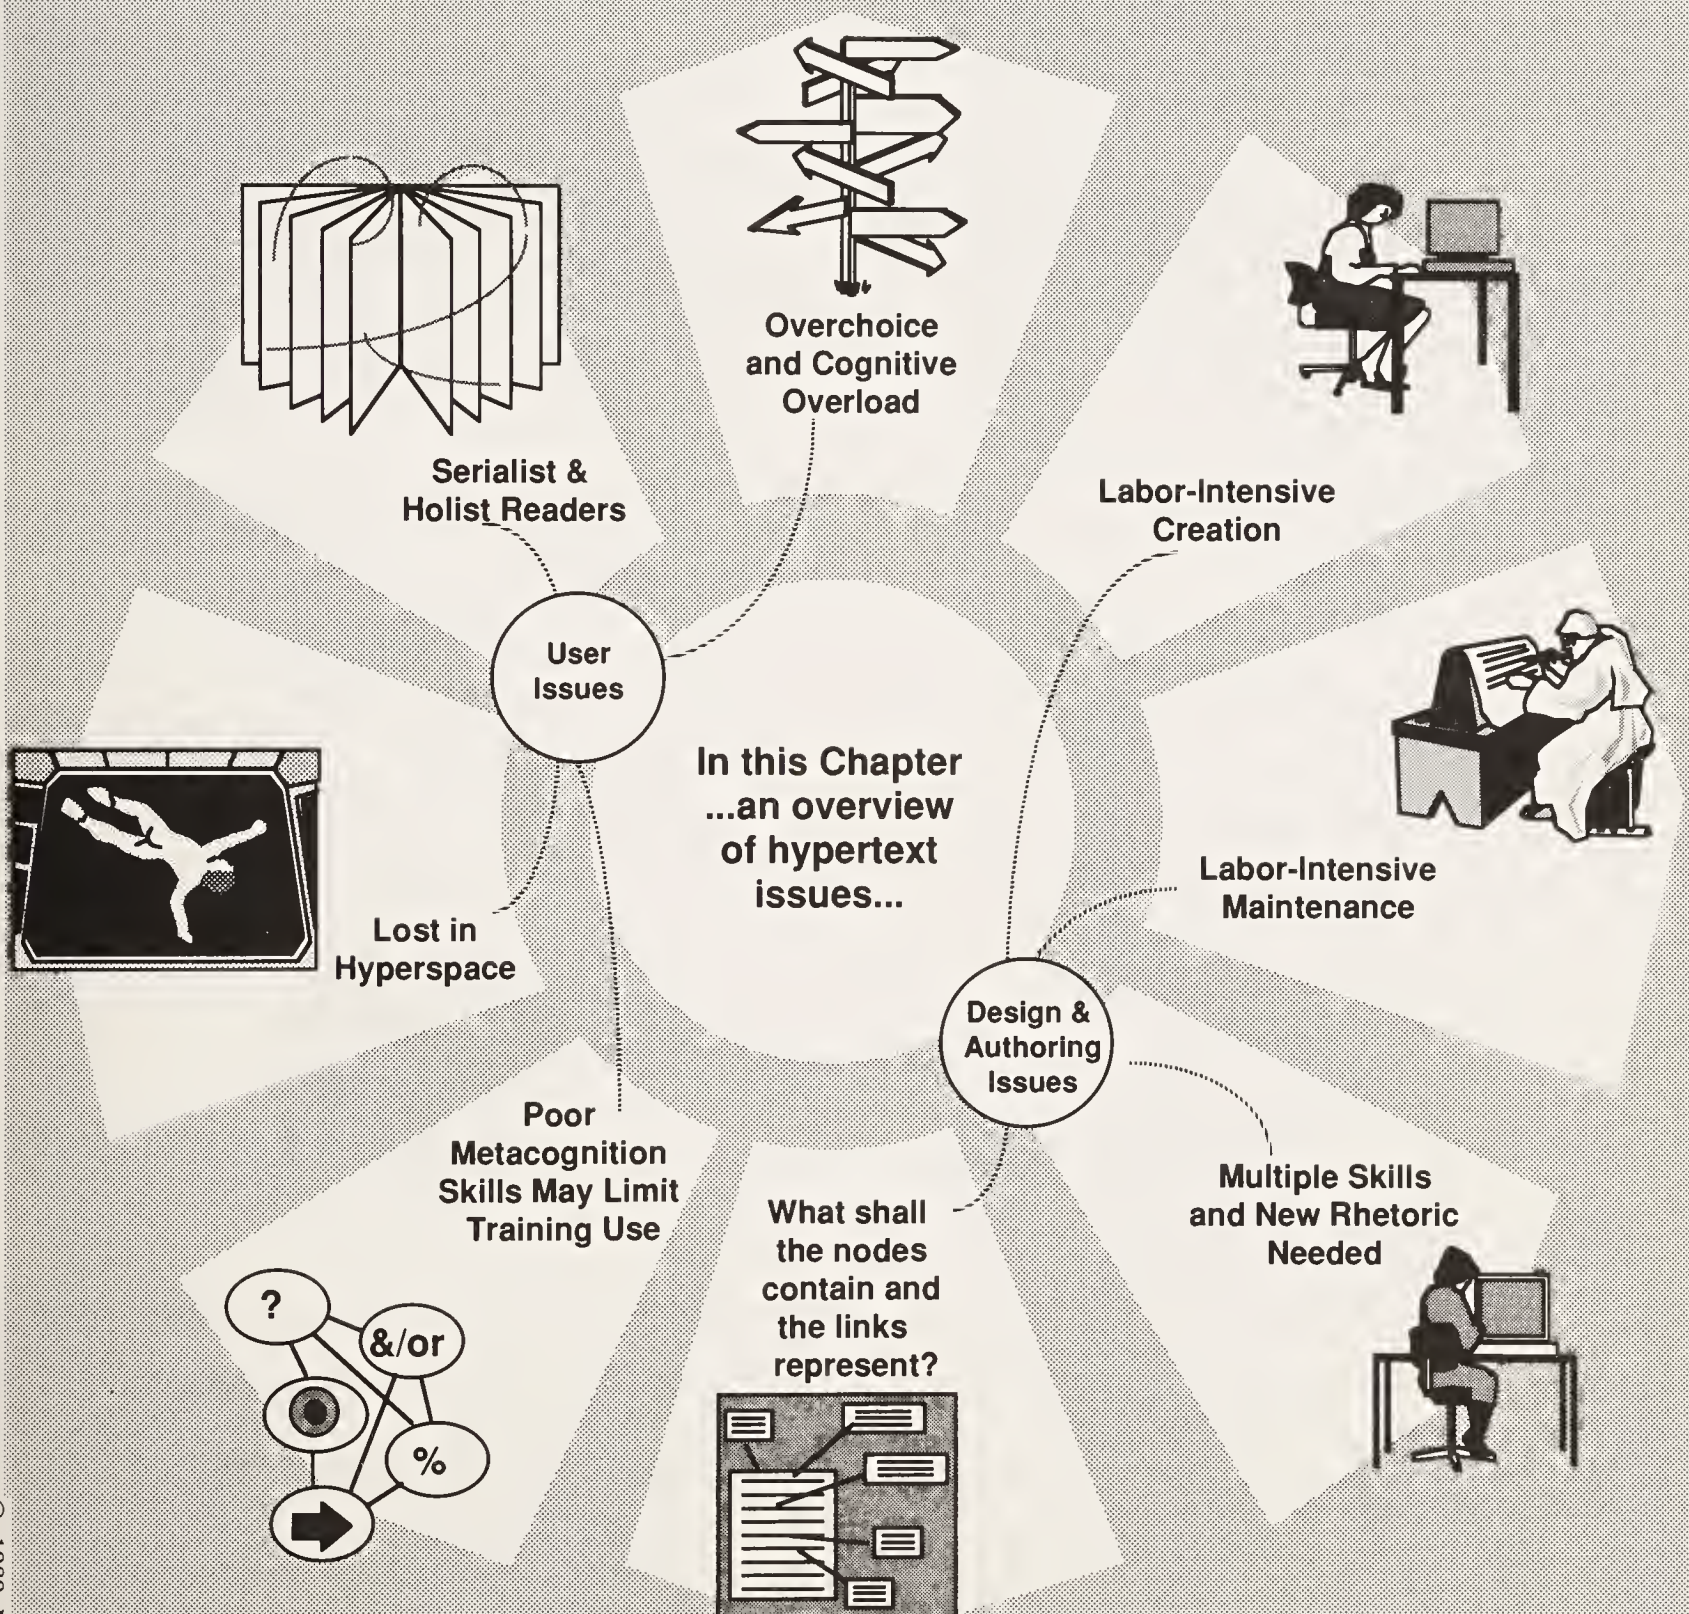 Overchoice
and Cognitive
Overload
Serialist &
Holist Readers
Labor-Intensive
Creation
User
Issues
In this Chapter
...an overview
of hypertext
issues...
Labor-Intensive
Maintenance
Lost in
Hyperspace
Design &
Authoring
Issues
Poor
Metacognition
Skills May Limit
Training Use
Multiple Skills
and New Rhetoric
Needed
What shall
the nodes
contain and
the links
represent?
?
&/or
%